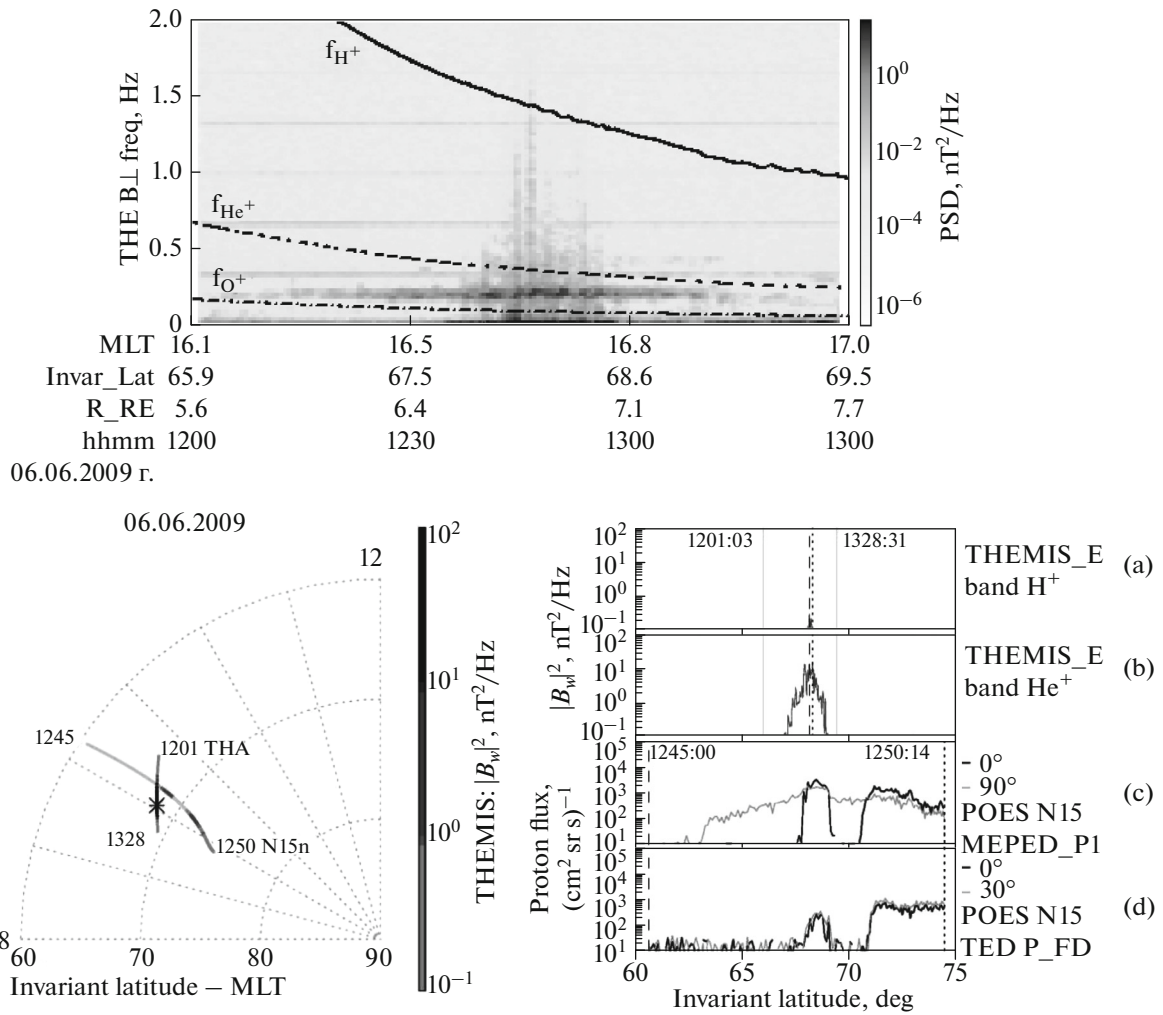 2.0
1.5
1.0
0.5
0
THE B⊥ freq, Hz
f_H+
f_He+
f_O+
10^0
10^−2
10^−4
10^−6
PSD, nT^2/Hz
MLT 16.1 16.5 16.8 17.0
Invar_Lat 65.9 67.5 68.6 69.5
R_RE 5.6 6.4 7.1 7.7
hhmm 1200 1230 1300 1300
06.06.2009 г.
06.06.2009
12
1245
1201 THA
1328
1250 N15n
8
60 70 80 90
Invariant latitude – MLT
10^2
10^1
10^0
10^−1
THEMIS: |B_w|^2, nT^2/Hz
10^2
10^1
10^0
10^−1
1201:03 1328:31
THEMIS_E
band H+
(a)
|B_w|^2, nT^2/Hz
10^2
10^1
10^0
10^−1
THEMIS_E
band He+
(b)
10^5
10^4
10^3
10^2
10^1
1245:00 1250:14
0°
90°
POES N15
MEPED_P1
(c)
Proton flux,
(cm^2 sr s)^−1
10^5
10^4
10^3
10^2
10^1
0°
30°
POES N15
TED P_FD
(d)
60 65 70 75
Invariant latitude, deg